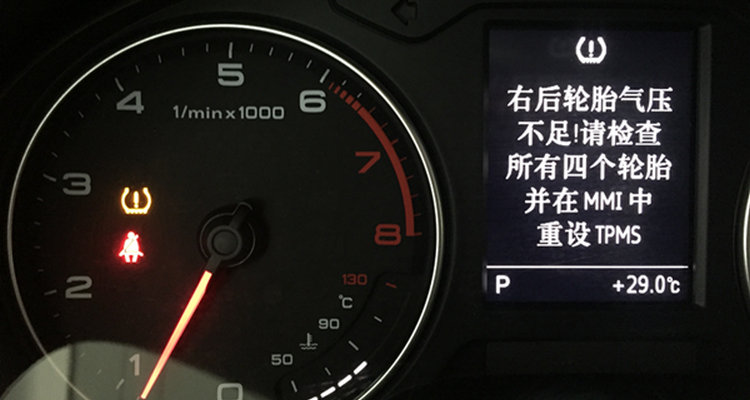 5
4
6
1/min x 1000
7
3
8
2
130
°C
90
50
1
0
右后轮胎气压
不足!请检查
所有四个轮胎
并在 MMI 中
重设 TPMS
P +29.0°C